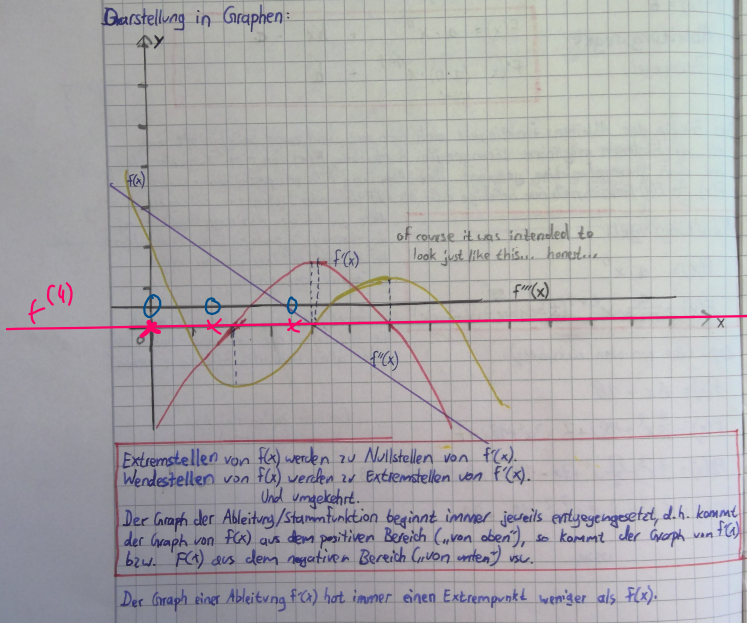 Darstellung in Graphen:
y
f(x)
of course it was intended to
look just like this... honest...
f'(x)
f'''(x)
f⁽⁴⁾
x
0
f''(x)
Extremstellen von f(x) werden zu Nullstellen von f'(x).
Wendestellen von f(x) werden zu Extremstellen von f'(x).
Und umgekehrt.
Der Graph der Ableitung/Stammfunktion beginnt immer jeweils entgegengesetzt, d.h. kommt
der Graph von f(x) aus dem positiven Bereich („von oben“), so kommt der Graph von f'(x)
bzw. F(x) aus dem negativen Bereich („von unten“) usw.
Der Graph einer Ableitung f'(x) hat immer einen Extrempunkt weniger als f(x).